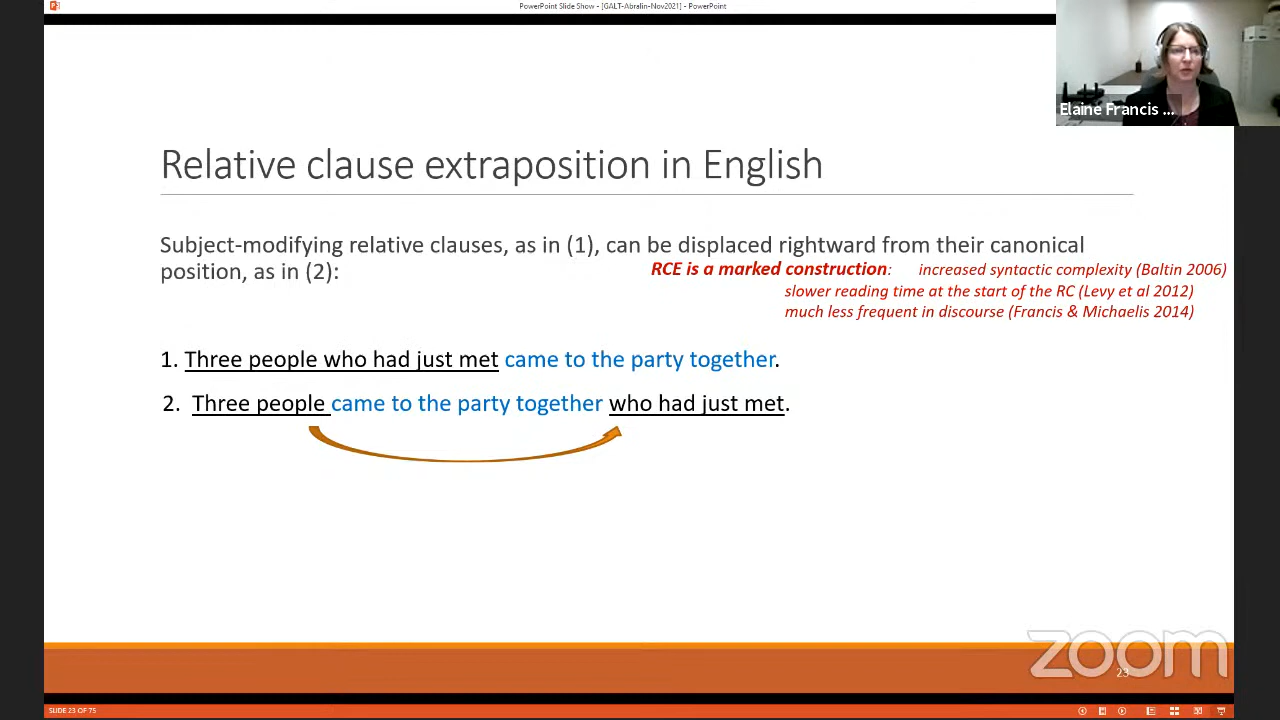 PowerPoint Slide Show - [GALT-Abralin-Nov2021] - PowerPoint
Elaine Francis ...
Relative clause extraposition in English
Subject-modifying relative clauses, as in (1), can be displaced rightward from their canonical
position, as in (2):
RCE is a marked construction: increased syntactic complexity (Baltin 2006)
slower reading time at the start of the RC (Levy et al 2012)
much less frequent in discourse (Francis & Michaelis 2014)
1. Three people who had just met came to the party together.
2. Three people came to the party together who had just met.
zoom
23
SLIDE 23 OF 75